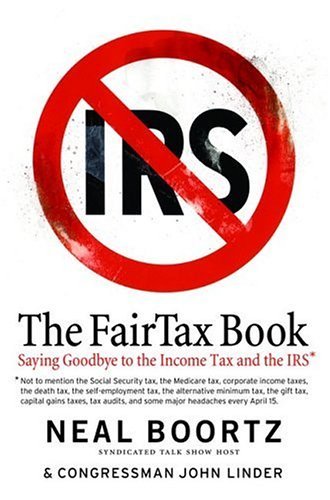 IRS
The FairTax Book
Saying Goodbye to the Income Tax and the IRS*
* Not to mention the Social Security tax, the Medicare tax, corporate income taxes,
the death tax, the self-employment tax, the alternative minimum tax, the gift tax,
capital gains taxes, tax audits, and some major headaches every April 15.
NEAL BOORTZ
SYNDICATED TALK SHOW HOST
& CONGRESSMAN JOHN LINDER